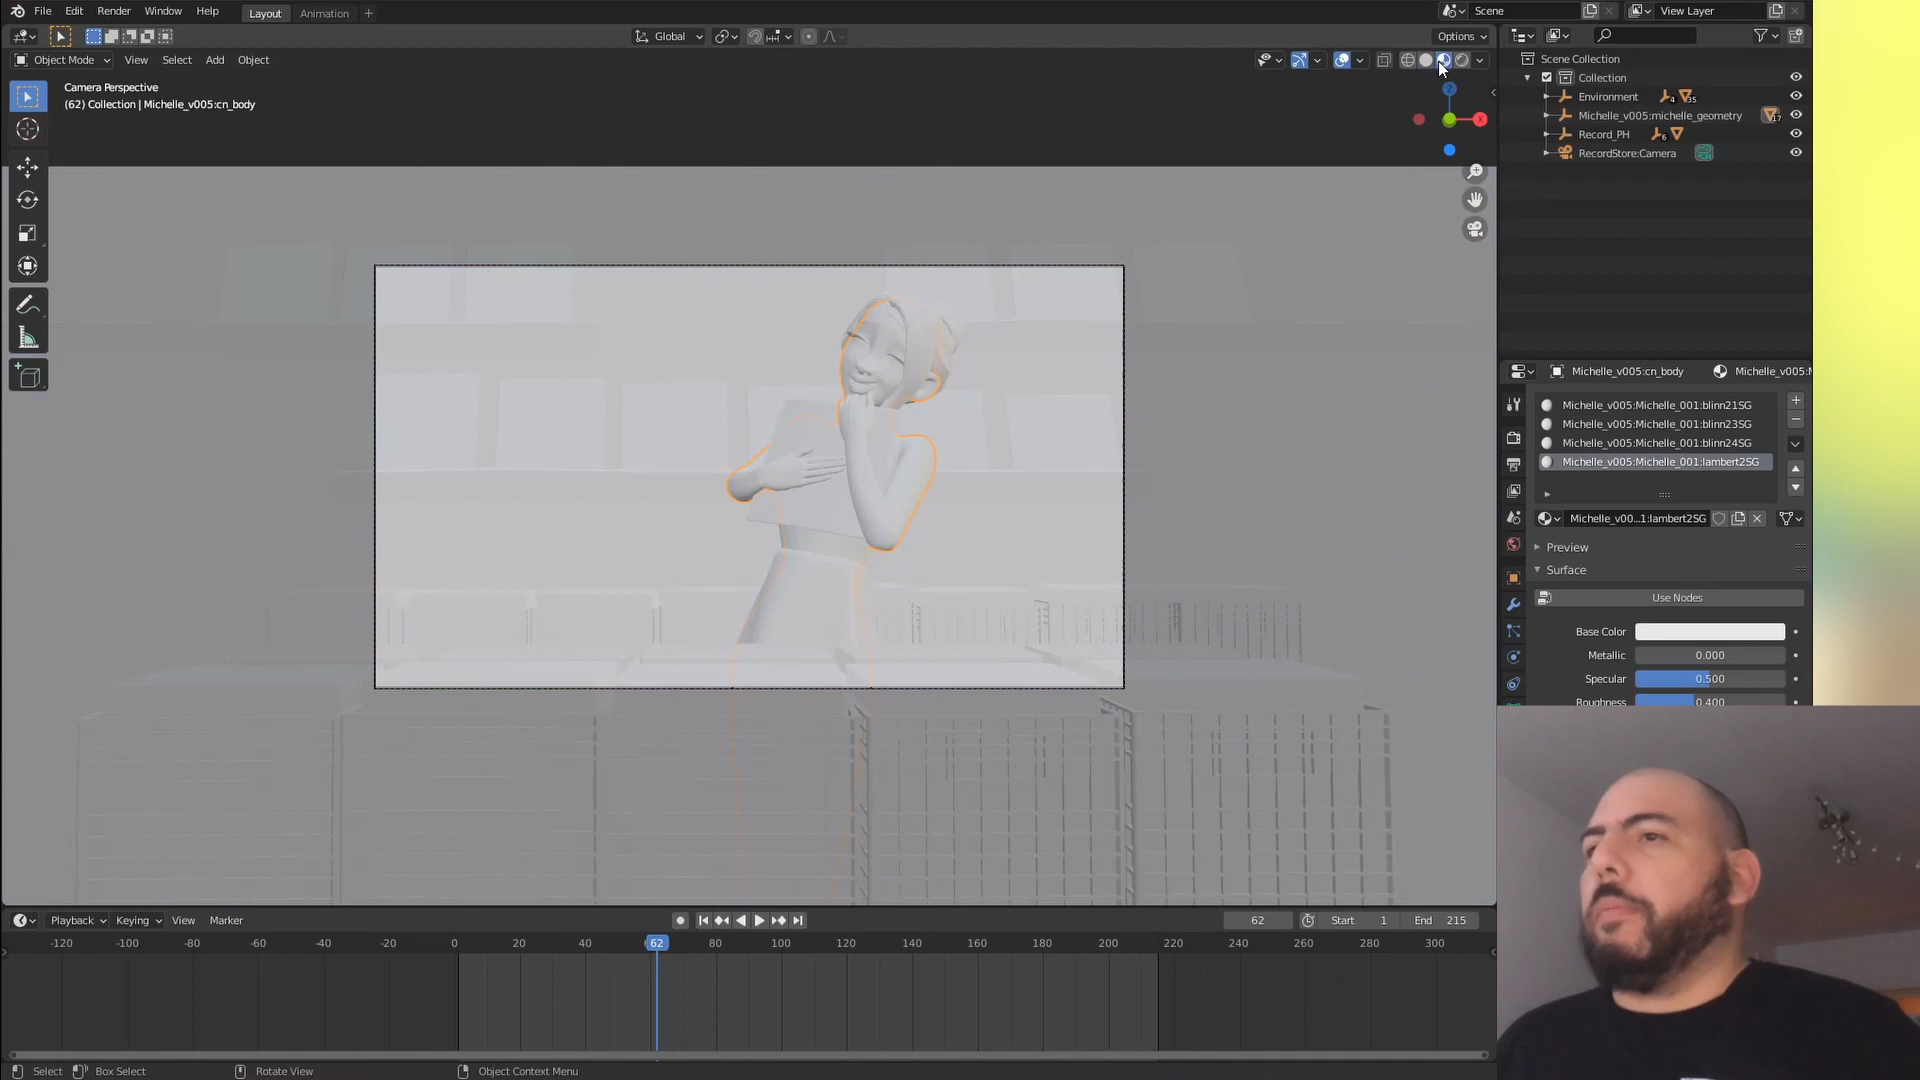 File Edit Render Window Help Layout Animation + Scene View Layer
Global Options
Object Mode View Select Add Object
Camera Perspective
(62) Collection | Michelle_v005:cn_body
Z
X
Scene Collection
Collection
Environment 4 35
Michelle_v005:michelle_geometry 17
Record_PH 6
RecordStore:Camera
Michelle_v005:cn_body Michelle_v005:M
Michelle_v005:Michelle_001:blinn21SG
Michelle_v005:Michelle_001:blinn23SG
Michelle_v005:Michelle_001:blinn24SG
Michelle_v005:Michelle_001:lambert2SG
Michelle_v00...1:lambert2SG
Preview
Surface
Use Nodes
Base Color
Metallic 0.000
Specular 0.500
Roughness 0.400
Playback Keying View Marker 62 Start 1 End 215
-120 -100 -80 -60 -40 -20 0 20 40 62 80 100 120 140 160 180 200 220 240 260 280 300
Select Box Select Rotate View Object Context Menu